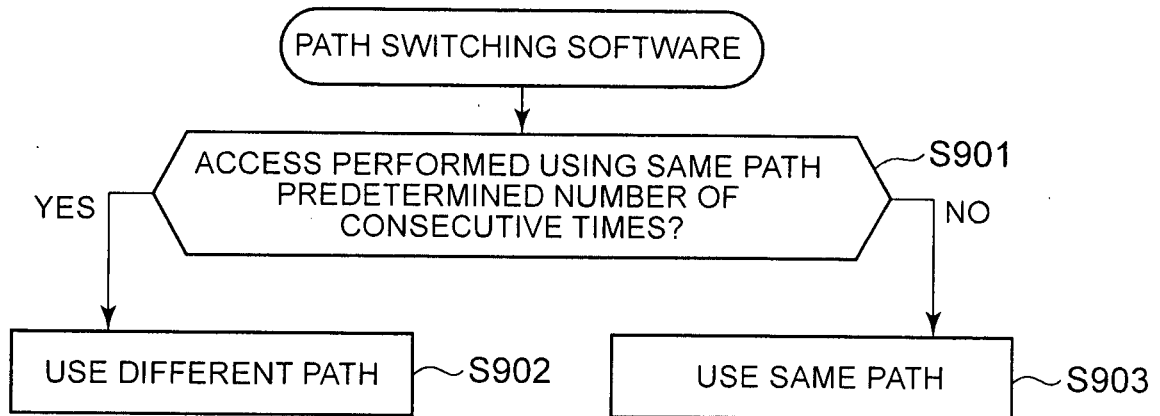 PATH SWITCHING SOFTWARE
ACCESS PERFORMED USING SAME PATH
PREDETERMINED NUMBER OF
CONSECUTIVE TIMES?
S901
YES
NO
USE DIFFERENT PATH
S902
USE SAME PATH
S903